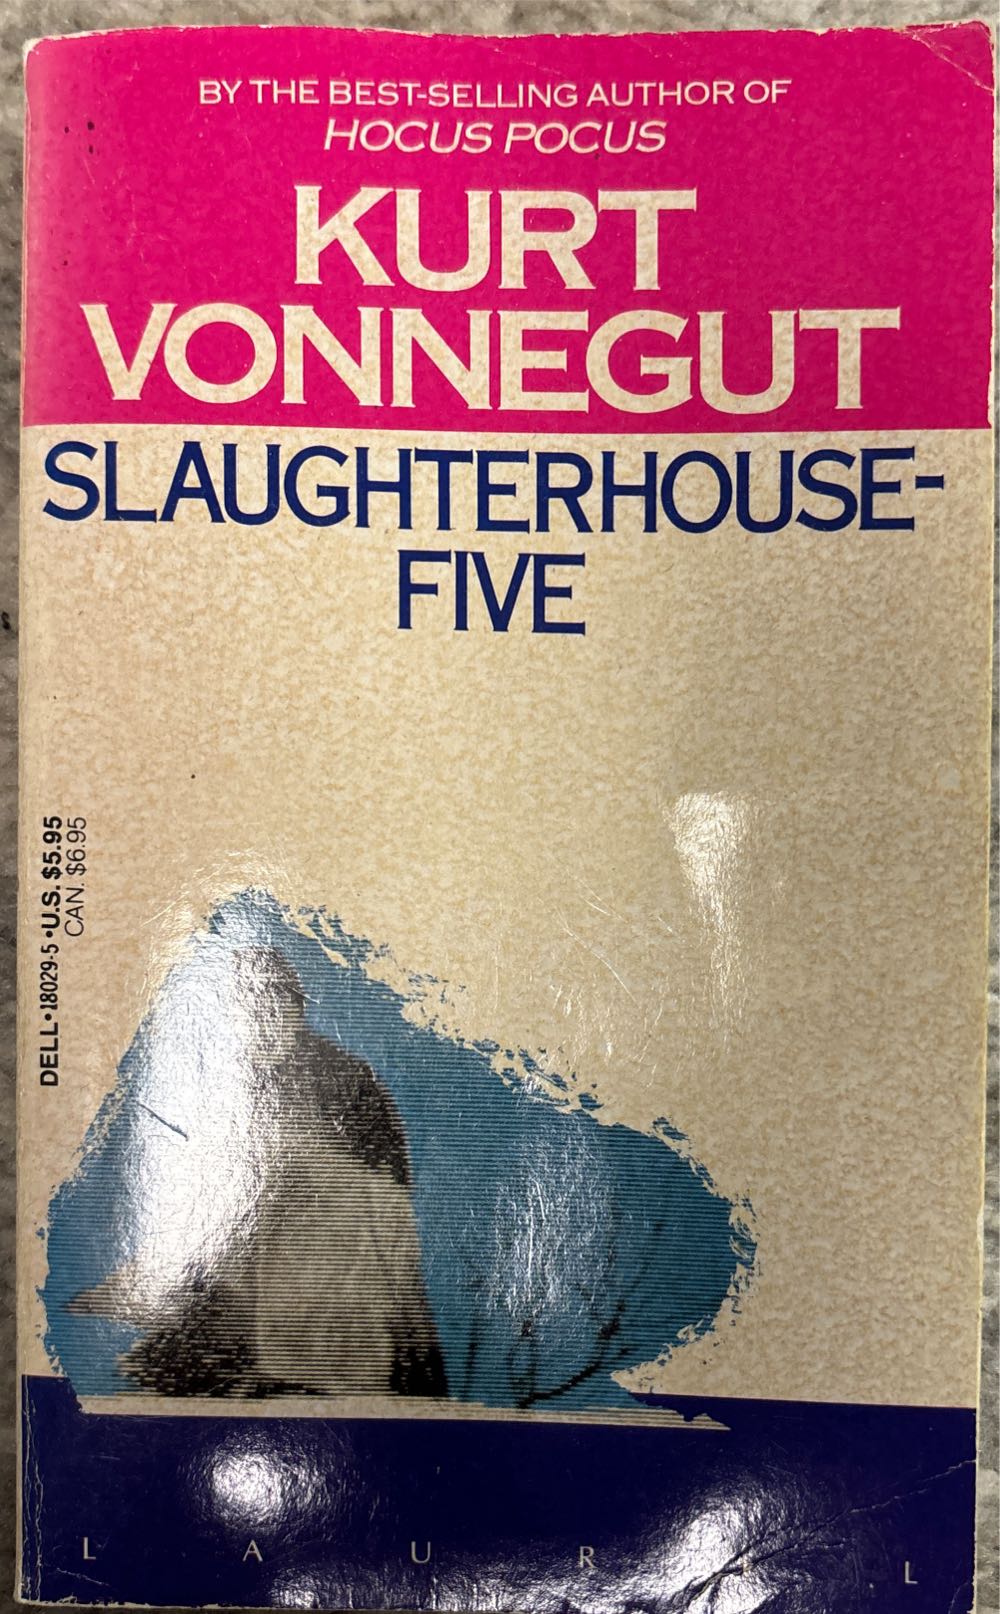 BY THE BEST-SELLING AUTHOR OF
HOCUS POCUS
KURT
VONNEGUT
SLAUGHTERHOUSE-
FIVE
DELL • 18029-5 • U.S. $5.95
CAN. $6.95
L A U R L